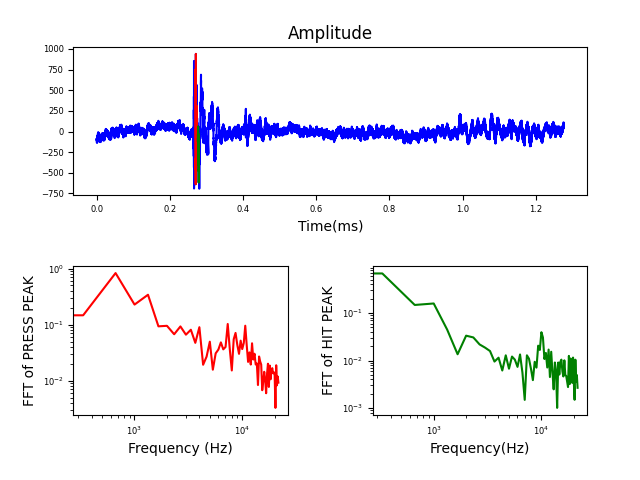 Amplitude
1000
750
500
250
0
−250
−500
−750
0.0 0.2 0.4 0.6 0.8 1.0 1.2
Time(ms)
FFT of PRESS PEAK
10⁰
10⁻¹
10⁻²
10³ 10⁴
Frequency (Hz)
FFT of HIT PEAK
10⁻¹
10⁻²
10⁻³
10³ 10⁴
Frequency(Hz)